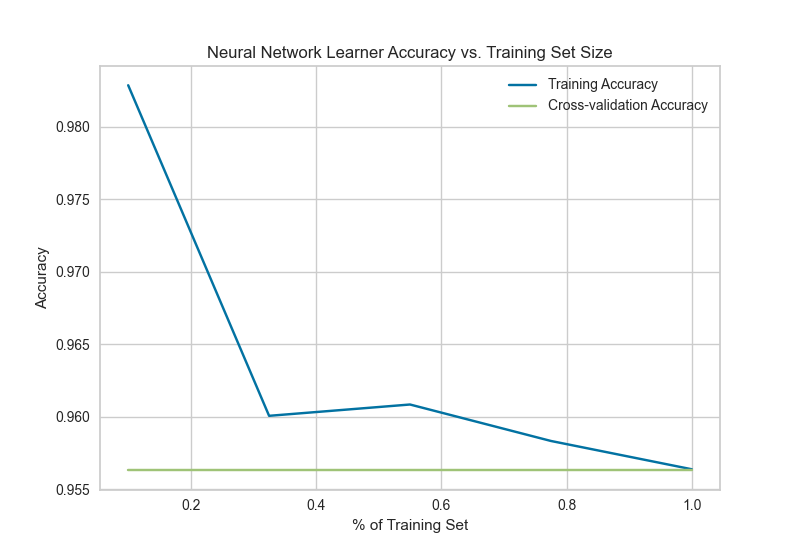 Neural Network Learner Accuracy vs. Training Set Size
Training Accuracy
Cross-validation Accuracy
0.980
0.975
0.970
0.965
0.960
0.955
Accuracy
0.2 0.4 0.6 0.8 1.0
% of Training Set